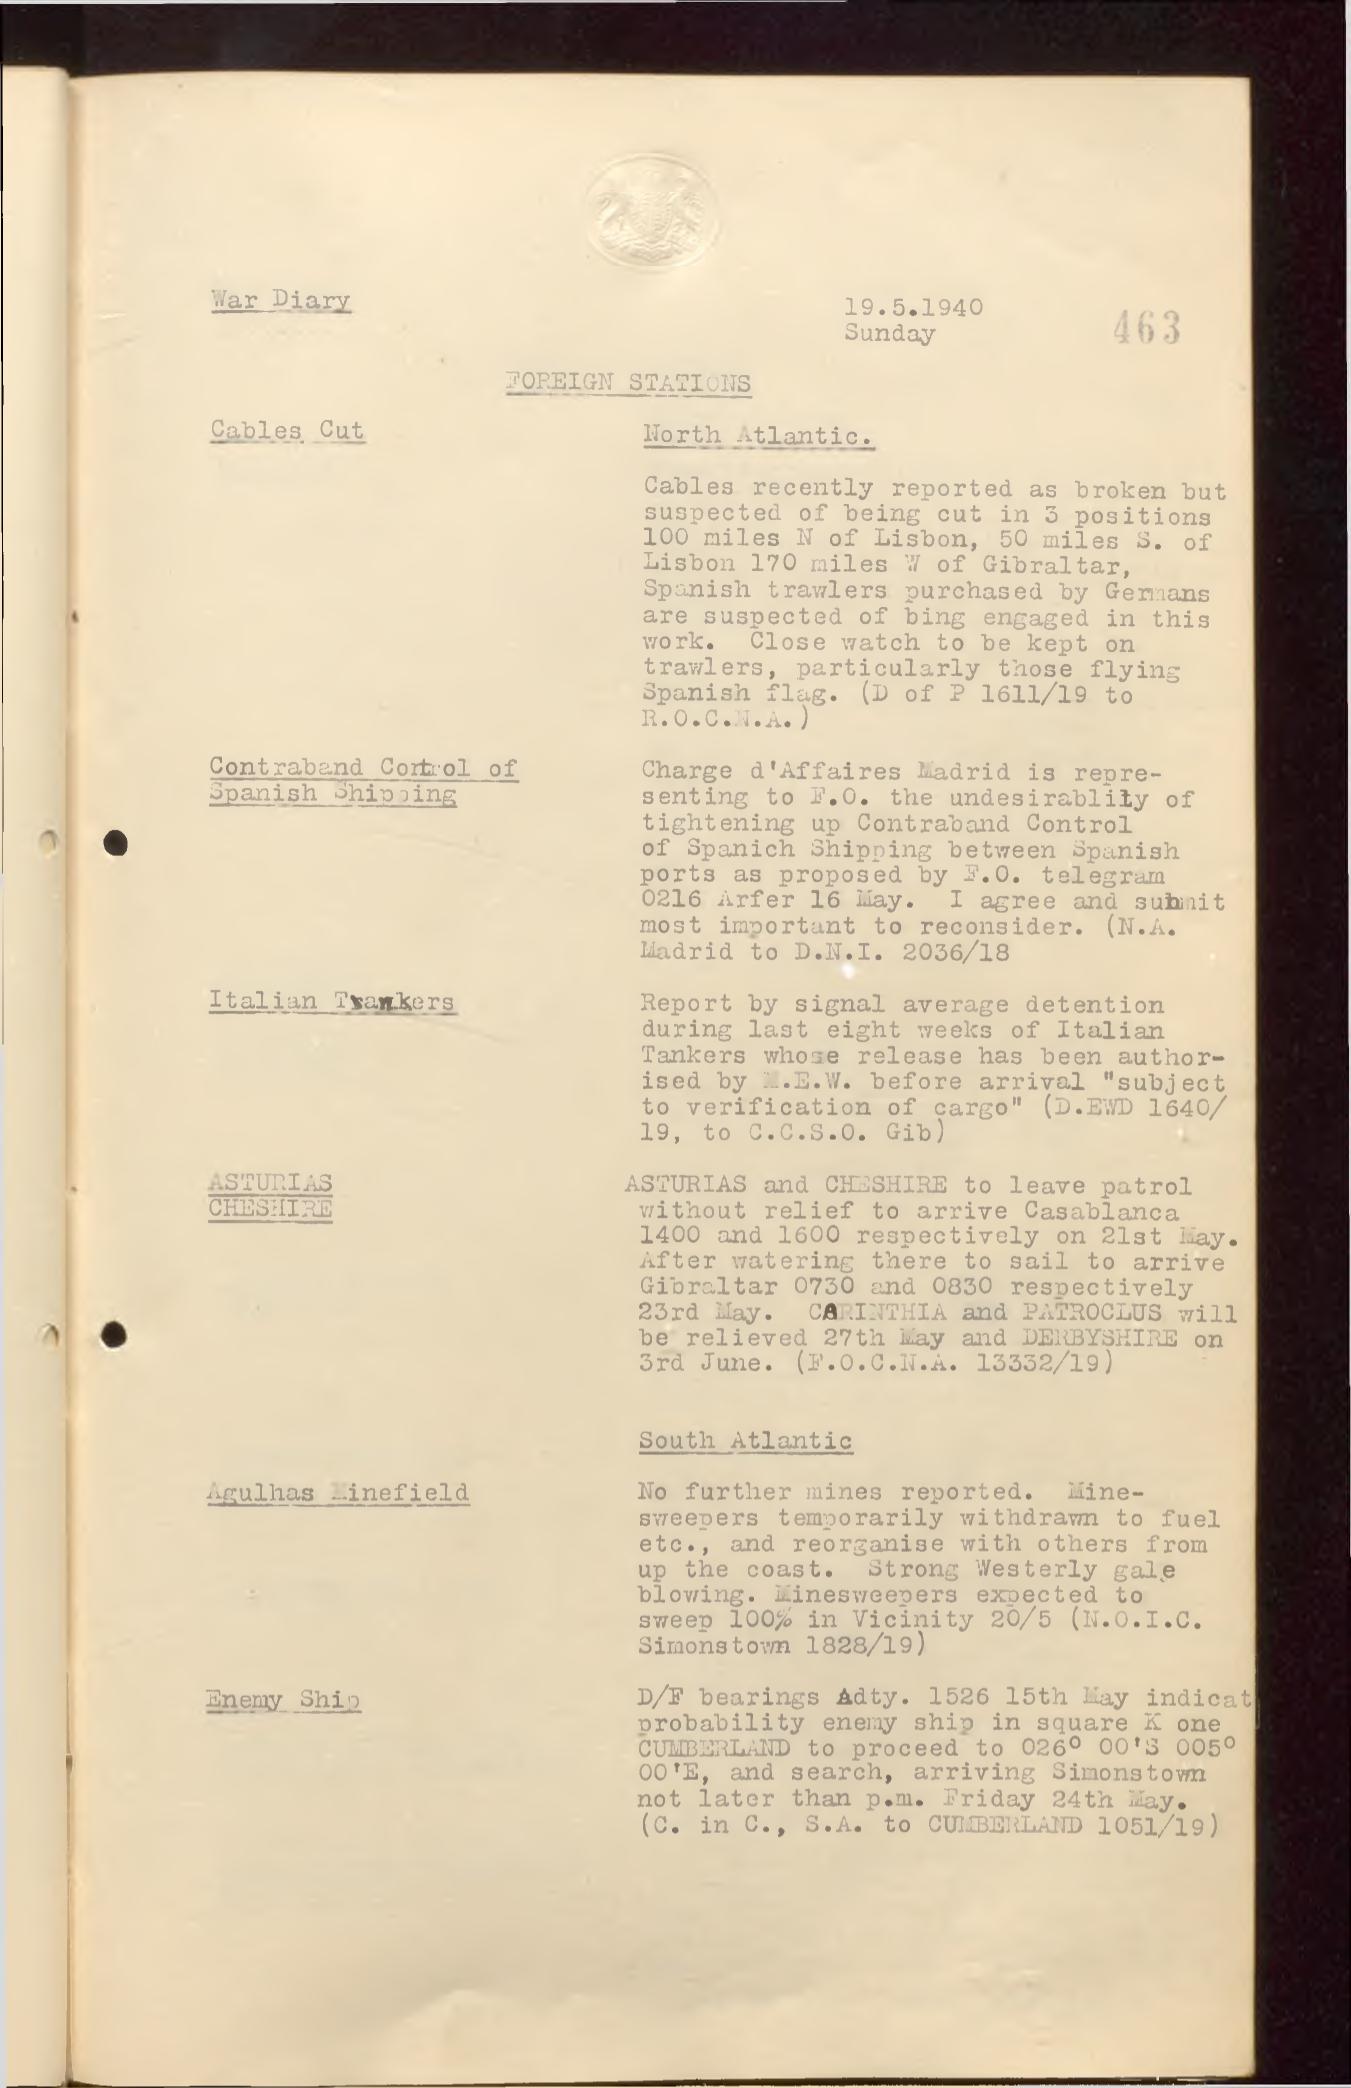 War Diary
19.5.1940
Sunday
463
FOREIGN STATIONS
Cables Cut
North Atlantic.
Cables recently reported as broken but
suspected of being cut in 3 positions
100 miles N of Lisbon, 50 miles S. of
Lisbon 170 miles W of Gibraltar,
Spanish trawlers purchased by Germans
are suspected of bing engaged in this
work. Close watch to be kept on
trawlers, particularly those flying
Spanish flag. (D of P 1611/19 to
R.O.C.N.A.)
Contraband Control of
Spanish Shipping
Charge d'Affaires Madrid is repre-
senting to F.O. the undesirablity of
tightening up Contraband Control
of Spanich Shipping between Spanish
ports as proposed by F.O. telegram
0216 Arfer 16 May. I agree and submit
most important to reconsider. (N.A.
Madrid to D.N.I. 2036/18
Italian Trankers
Report by signal average detention
during last eight weeks of Italian
Tankers whose release has been author-
ised by M.E.W. before arrival "subject
to verification of cargo" (D.EWD 1640/
19, to C.C.S.O. Gib)
ASTURIAS
CHESHIRE
ASTURIAS and CHESHIRE to leave patrol
without relief to arrive Casablanca
1400 and 1600 respectively on 21st May.
After watering there to sail to arrive
Gibraltar 0730 and 0830 respectively
23rd May. CARINTHIA and PATROCLUS will
be relieved 27th May and DERBYSHIRE on
3rd June. (F.O.C.N.A. 13332/19)
South Atlantic
Agulhas Minefield
No further mines reported. Mine-
sweepers temporarily withdrawn to fuel
etc., and reorganise with others from
up the coast. Strong Westerly gale
blowing. Minesweepers expected to
sweep 100% in Vicinity 20/5 (N.O.I.C.
Simonstown 1828/19)
Enemy Ship
D/F bearings Adty. 1526 15th May indicat
probability enemy ship in square K one
CUMBERLAND to proceed to 026° 00'S 005°
00'E, and search, arriving Simonstown
not later than p.m. Friday 24th May.
(C. in C., S.A. to CUMBERLAND 1051/19)